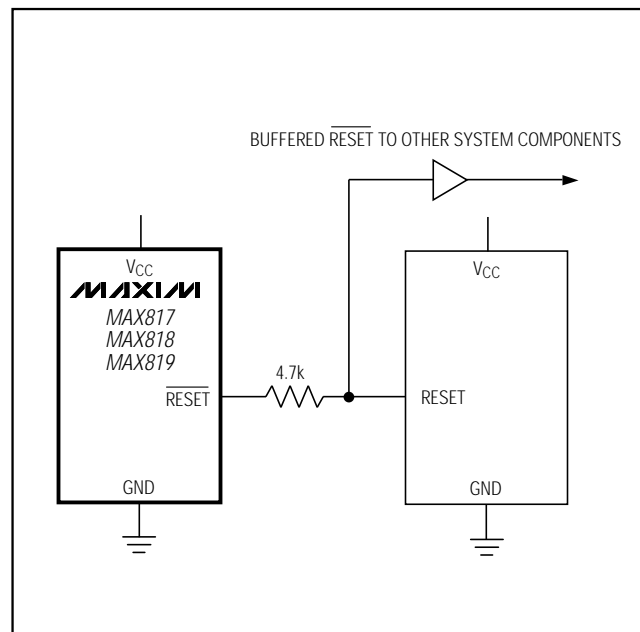 BUFFERED RESET TO OTHER SYSTEM COMPONENTS
VCC
MAXIM
MAX817
MAX818
MAX819
RESET
GND
4.7k
VCC
RESET
GND